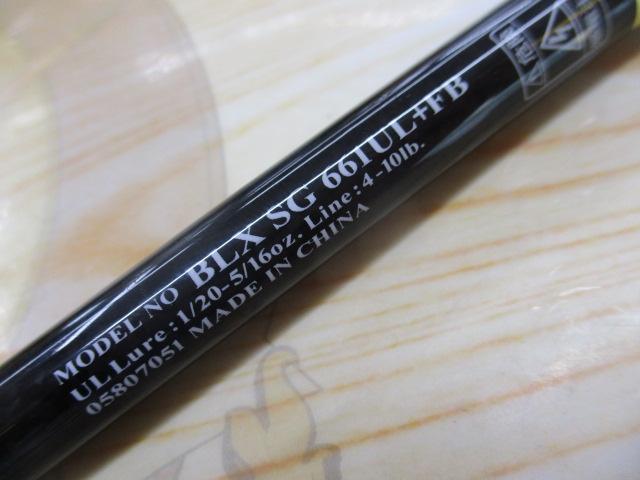 MODEL NO BLX SG 661UL+FB
UL Lure:1/20-5/16oz. Line:4-10lb.
05807051 MADE IN CHINA